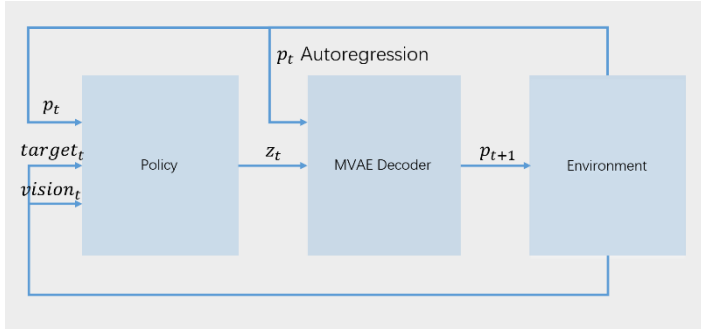 p_t Autoregression
p_t
target_t
vision_t
Policy
z_t
MVAE Decoder
p_{t+1}
Environment